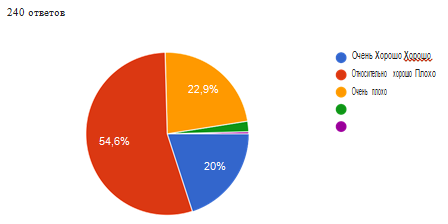 240 ответов
Очень Хорошо Хорошо
Относительно хорошо Плохо
Очень плохо
22,9%
54,6%
20%